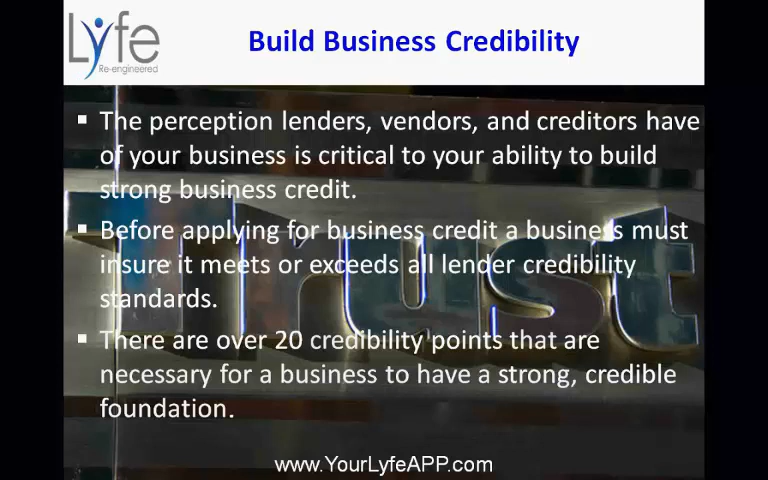 Lyfe
Re-engineered
Build Business Credibility
▪ The perception lenders, vendors, and creditors have
of your business is critical to your ability to build
strong business credit.
▪ Before applying for business credit a business must
insure it meets or exceeds all lender credibility
standards.
▪ There are over 20 credibility points that are
necessary for a business to have a strong, credible
foundation.
Trust
www.YourLyfeAPP.com